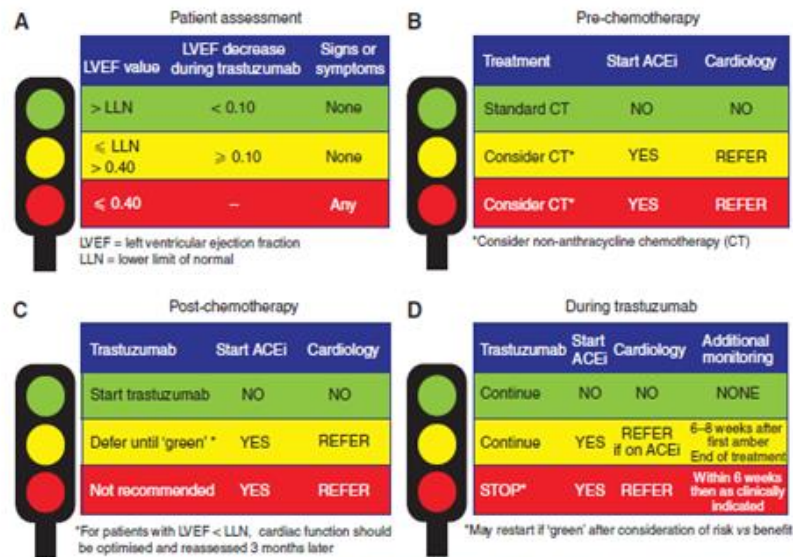 A Patient assessment
LVEF value LVEF decrease during trastuzumab Signs or symptoms
> LLN < 0.10 None
⩽ LLN > 0.40 ⩾ 0.10 None
⩽ 0.40 – Any
LVEF = left ventricular ejection fraction
LLN = lower limit of normal
B Pre-chemotherapy
Treatment Start ACEi Cardiology
Standard CT NO NO
Consider CT* YES REFER
Consider CT* YES REFER
*Consider non-anthracycline chemotherapy (CT)
C Post-chemotherapy
Trastuzumab Start ACEi Cardiology
Start trastuzumab NO NO
Defer until ‘green’ * YES REFER
Not recommended YES REFER
*For patients with LVEF < LLN, cardiac function should
be optimised and reassessed 3 months later
D During trastuzumab
Trastuzumab Start ACEi Cardiology Additional monitoring
Continue NO NO NONE
Continue YES REFER if on ACEi 6–8 weeks after first amber End of treatment
STOP* YES REFER Within 6 weeks then as clinically indicated
*May restart if ‘green’ after consideration of risk vs benefit